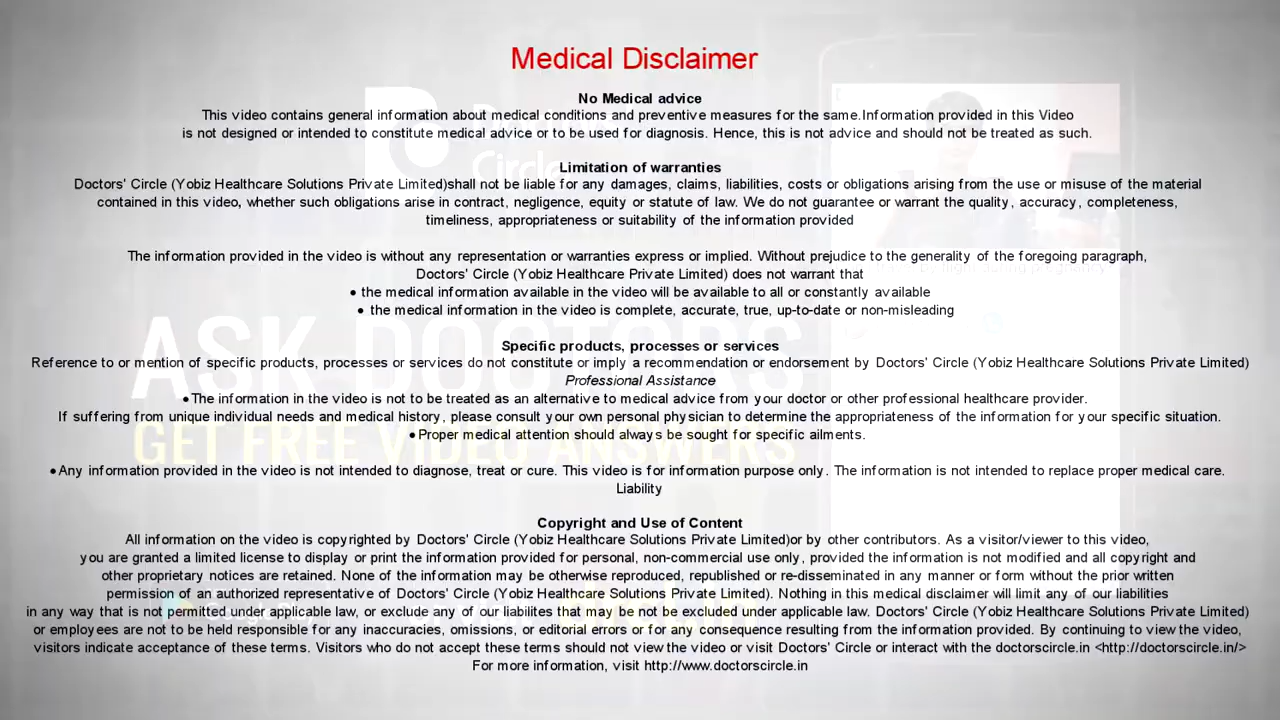 Medical Disclaimer
No Medical advice
This video contains general information about medical conditions and preventive measures for the same.Information provided in this Video
is not designed or intended to constitute medical advice or to be used for diagnosis. Hence, this is not advice and should not be treated as such.
Circle
Limitation of warranties
Doctors' Circle (Yobiz Healthcare Solutions Private Limited)shall not be liable for any damages, claims, liabilities, costs or obligations arising from the use or misuse of the material
contained in this video, whether such obligations arise in contract, negligence, equity or statute of law. We do not guarantee or warrant the quality, accuracy, completeness,
timeliness, appropriateness or suitability of the information provided
The information provided in the video is without any representation or warranties express or implied. Without prejudice to the generality of the foregoing paragraph,
Doctors' Circle (Yobiz Healthcare Private Limited) does not warrant that
by flight during pregnancy?
• the medical information available in the video will be available to all or constantly available
• the medical information in the video is complete, accurate, true, up-to-date or non-misleading
ASK DOCTORS
Specific products, processes or services
Reference to or mention of specific products, processes or services do not constitute or imply a recommendation or endorsement by Doctors' Circle (Yobiz Healthcare Solutions Private Limited)
Professional Assistance
•The information in the video is not to be treated as an alternative to medical advice from your doctor or other professional healthcare provider.
If suffering from unique individual needs and medical history, please consult your own personal physician to determine the appropriateness of the information for your specific situation.
•Proper medical attention should always be sought for specific ailments.
GET FREE VIDEO ANSWERS
•Any information provided in the video is not intended to diagnose, treat or cure. This video is for information purpose only. The information is not intended to replace proper medical care.
Liability
Copyright and Use of Content
All information on the video is copyrighted by Doctors' Circle (Yobiz Healthcare Solutions Private Limited)or by other contributors. As a visitor/viewer to this video,
you are granted a limited license to display or print the information provided for personal, non-commercial use only, provided the information is not modified and all copyright and
other proprietary notices are retained. None of the information may be otherwise reproduced, republished or re-disseminated in any manner or form without the prior written
permission of an authorized representative of Doctors' Circle (Yobiz Healthcare Solutions Private Limited). Nothing in this medical disclaimer will limit any of our liabilities
in any way that is not permitted under applicable law, or exclude any of our liabilites that may be not be excluded under applicable law. Doctors' Circle (Yobiz Healthcare Solutions Private Limited)
Google Play
or employees are not to be held responsible for any inaccuracies, omissions, or editorial errors or for any consequence resulting from the information provided. By continuing to view the video,
visitors indicate acceptance of these terms. Visitors who do not accept these terms should not view the video or visit Doctors' Circle or interact with the doctorscircle.in <http://doctorscircle.in/>
For more information, visit http://www.doctorscircle.in